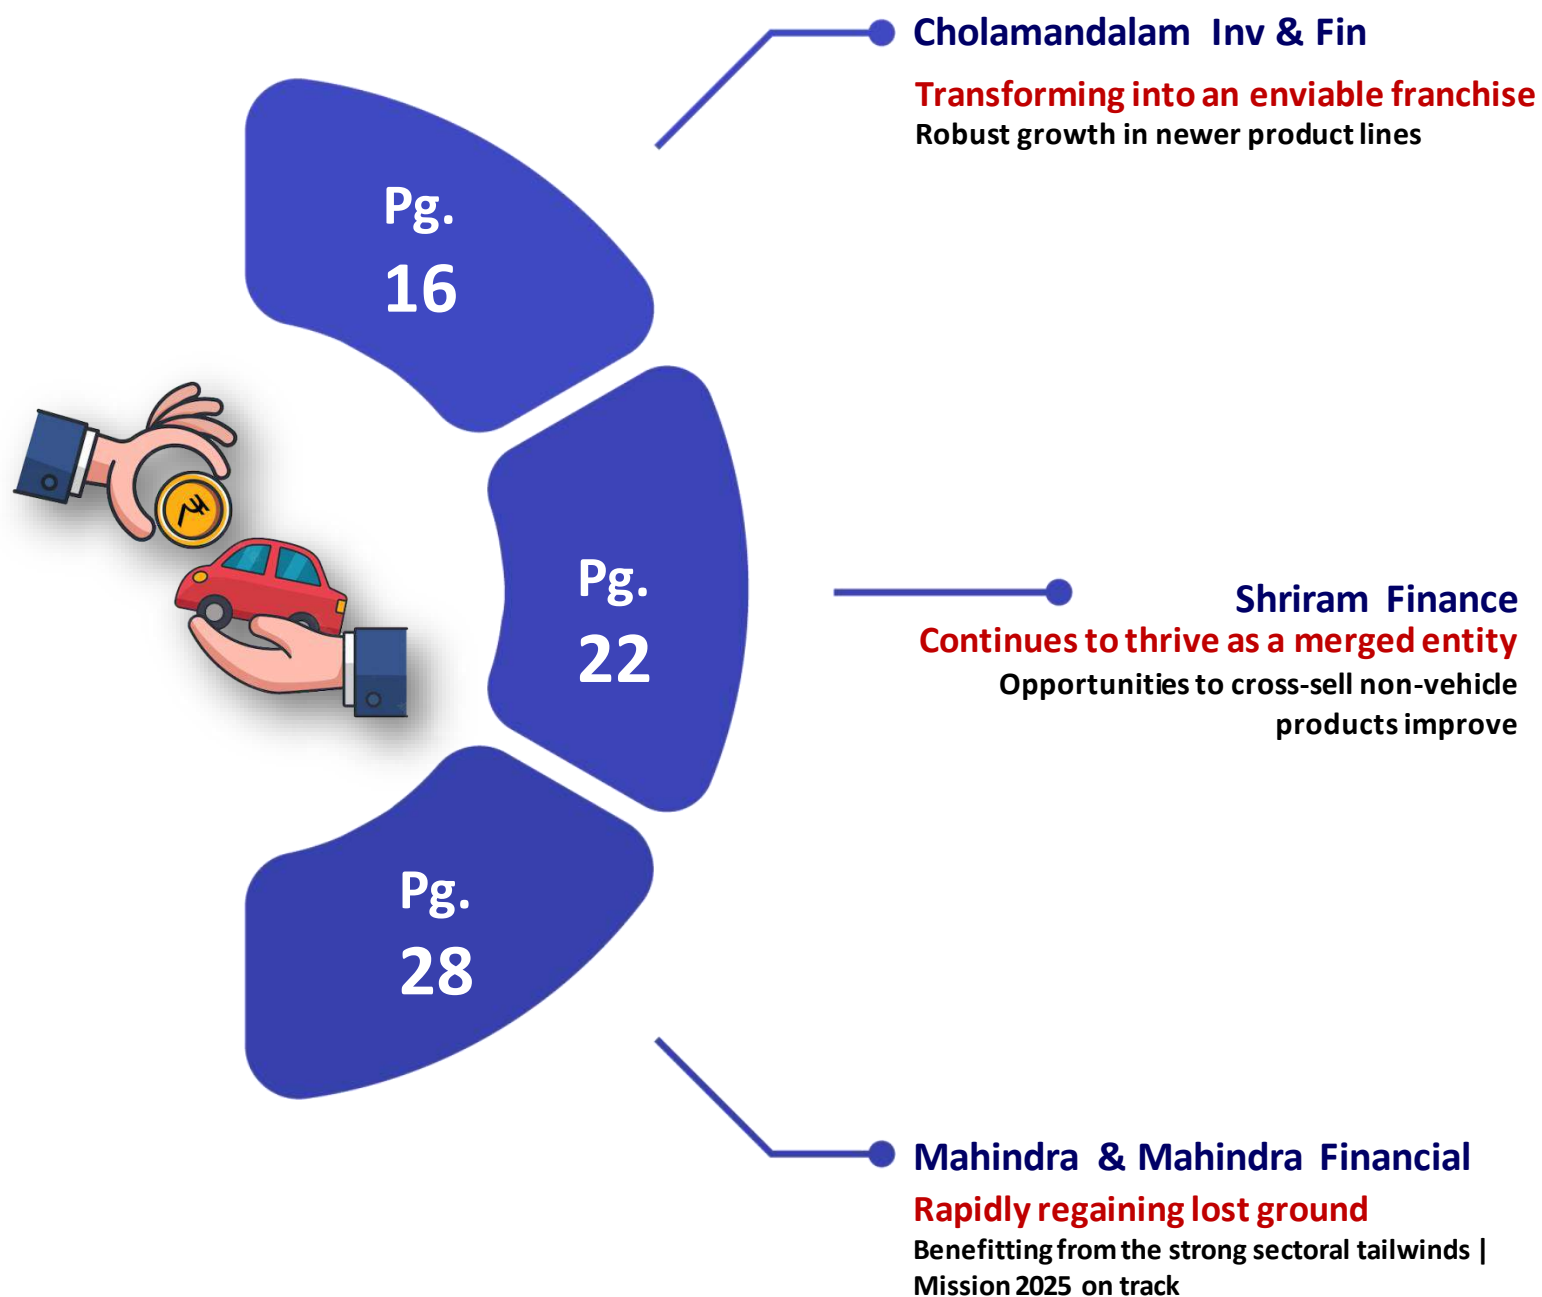 Cholamandalam Inv & Fin
Transforming into an enviable franchise
Robust growth in newer product lines
Pg.
16
₹
Pg.
22
Shriram Finance
Continues to thrive as a merged entity
Opportunities to cross-sell non-vehicle
products improve
Pg.
28
Mahindra & Mahindra Financial
Rapidly regaining lost ground
Benefitting from the strong sectoral tailwinds |
Mission 2025 on track